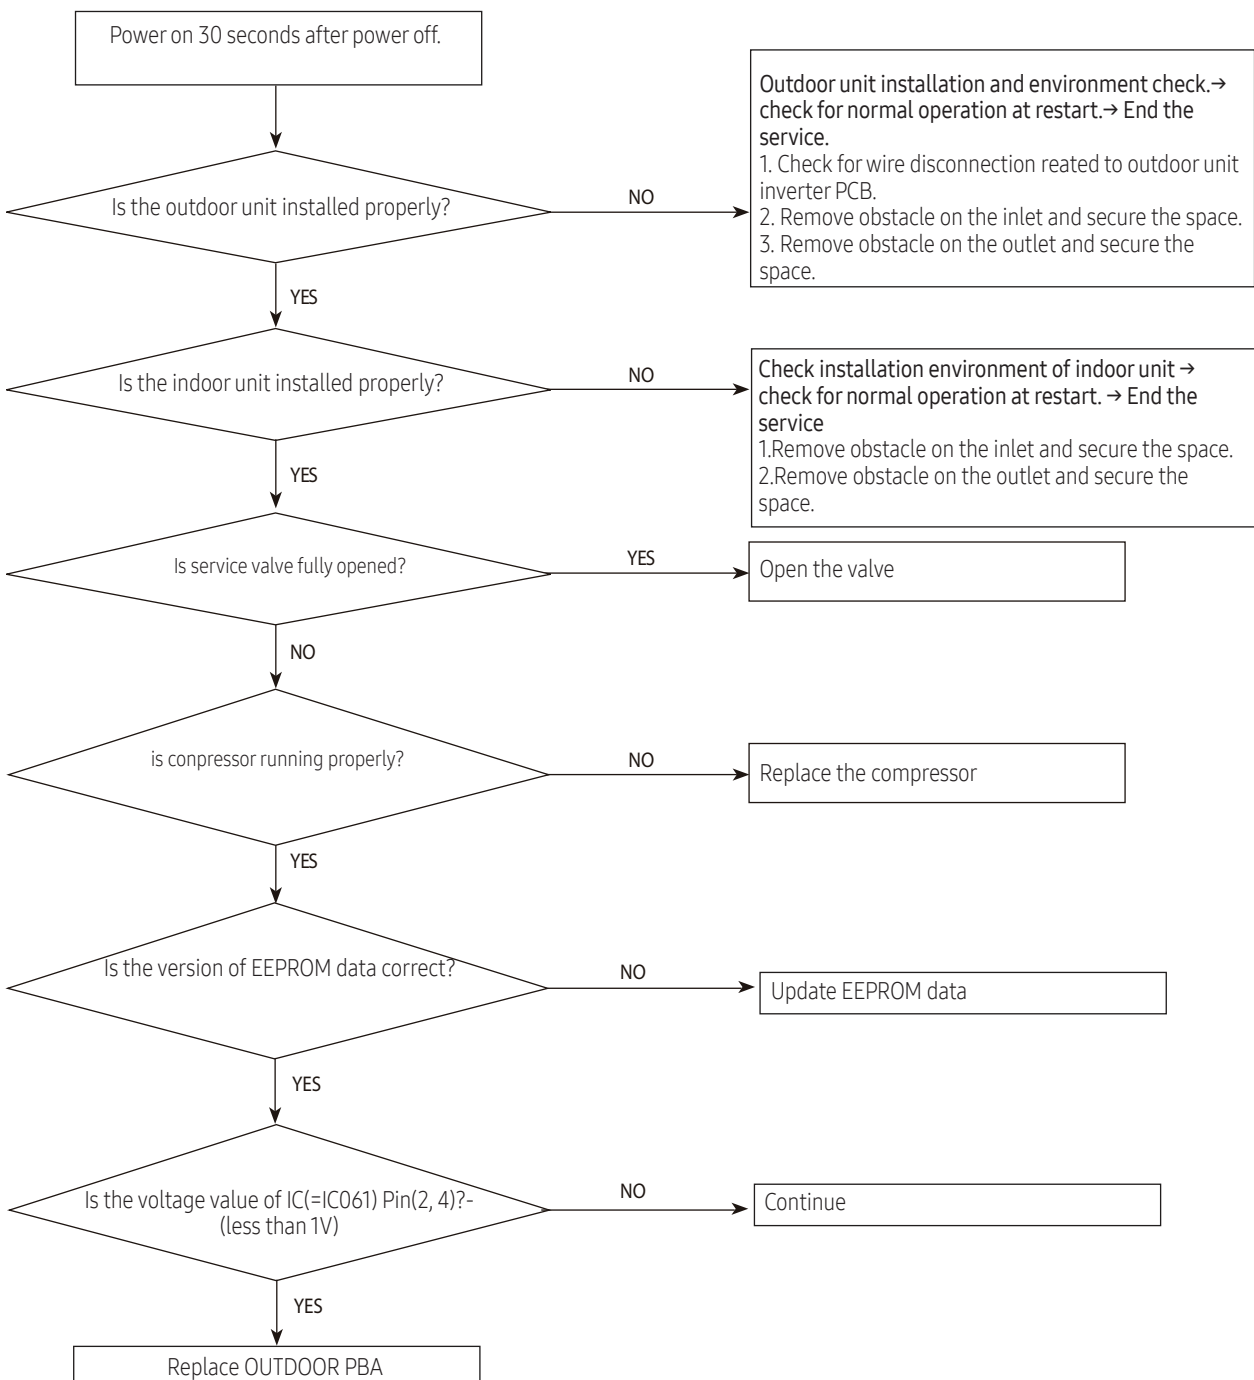 Power on 30 seconds after power off.
Is the outdoor unit installed properly?
NO
Outdoor unit installation and environment check.→
check for normal operation at restart.→ End the
service.
1. Check for wire disconnection reated to outdoor unit
inverter PCB.
2. Remove obstacle on the inlet and secure the space.
3. Remove obstacle on the outlet and secure the
space.
YES
Is the indoor unit installed properly?
NO
Check installation environment of indoor unit →
check for normal operation at restart. → End the
service
1.Remove obstacle on the inlet and secure the space.
2.Remove obstacle on the outlet and secure the
space.
YES
Is service valve fully opened?
YES
Open the valve
NO
is conpressor running properly?
NO
Replace the compressor
YES
Is the version of EEPROM data correct?
NO
Update EEPROM data
YES
Is the voltage value of IC(=IC061) Pin(2, 4)?-
(less than 1V)
NO
Continue
YES
Replace OUTDOOR PBA